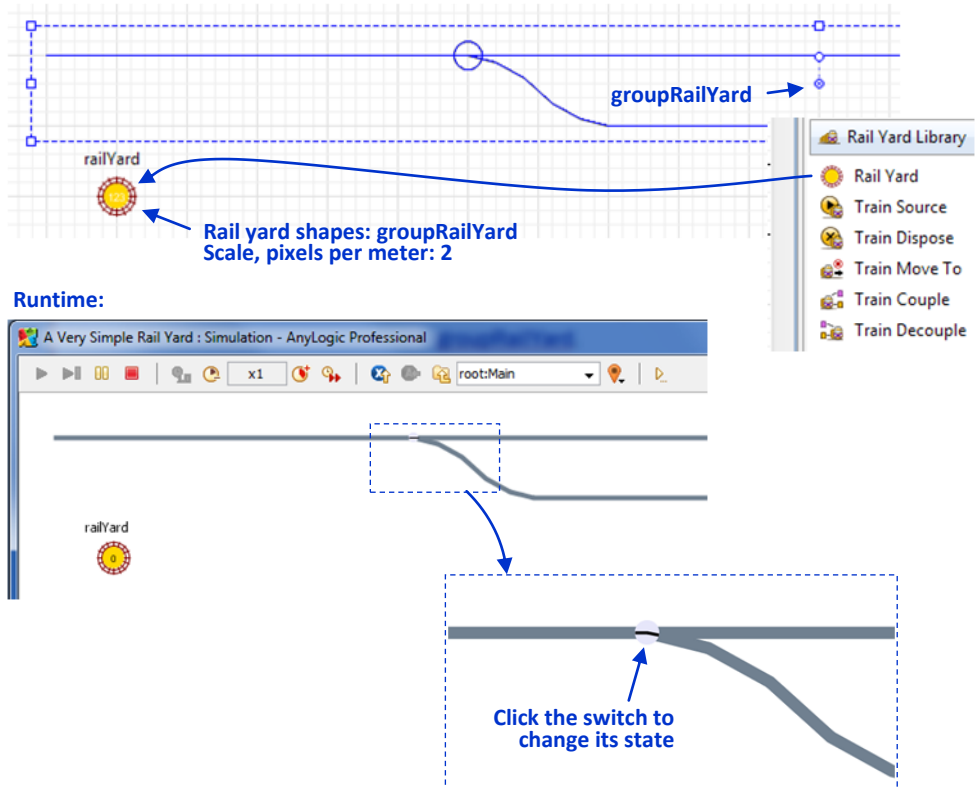 groupRailYard
Rail Yard Library
railYard
123
Rail Yard
Train Source
Rail yard shapes: groupRailYard
Scale, pixels per meter: 2
Train Dispose
Train Move To
Train Couple
Train Decouple
Runtime:
A Very Simple Rail Yard : Simulation - AnyLogic Professional
x1
root:Main
railYard
0
Click the switch to
change its state